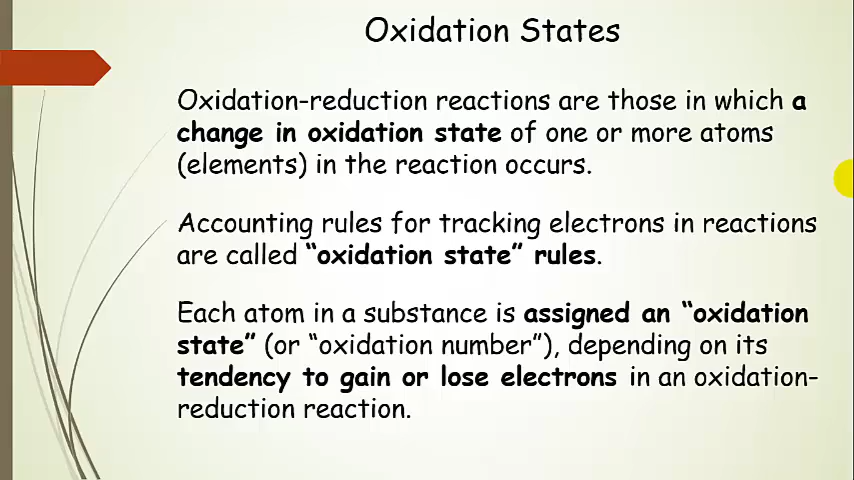 Oxidation States
Oxidation-reduction reactions are those in which a
change in oxidation state of one or more atoms
(elements) in the reaction occurs.
Accounting rules for tracking electrons in reactions
are called “oxidation state” rules.
Each atom in a substance is assigned an “oxidation
state” (or “oxidation number”), depending on its
tendency to gain or lose electrons in an oxidation-
reduction reaction.